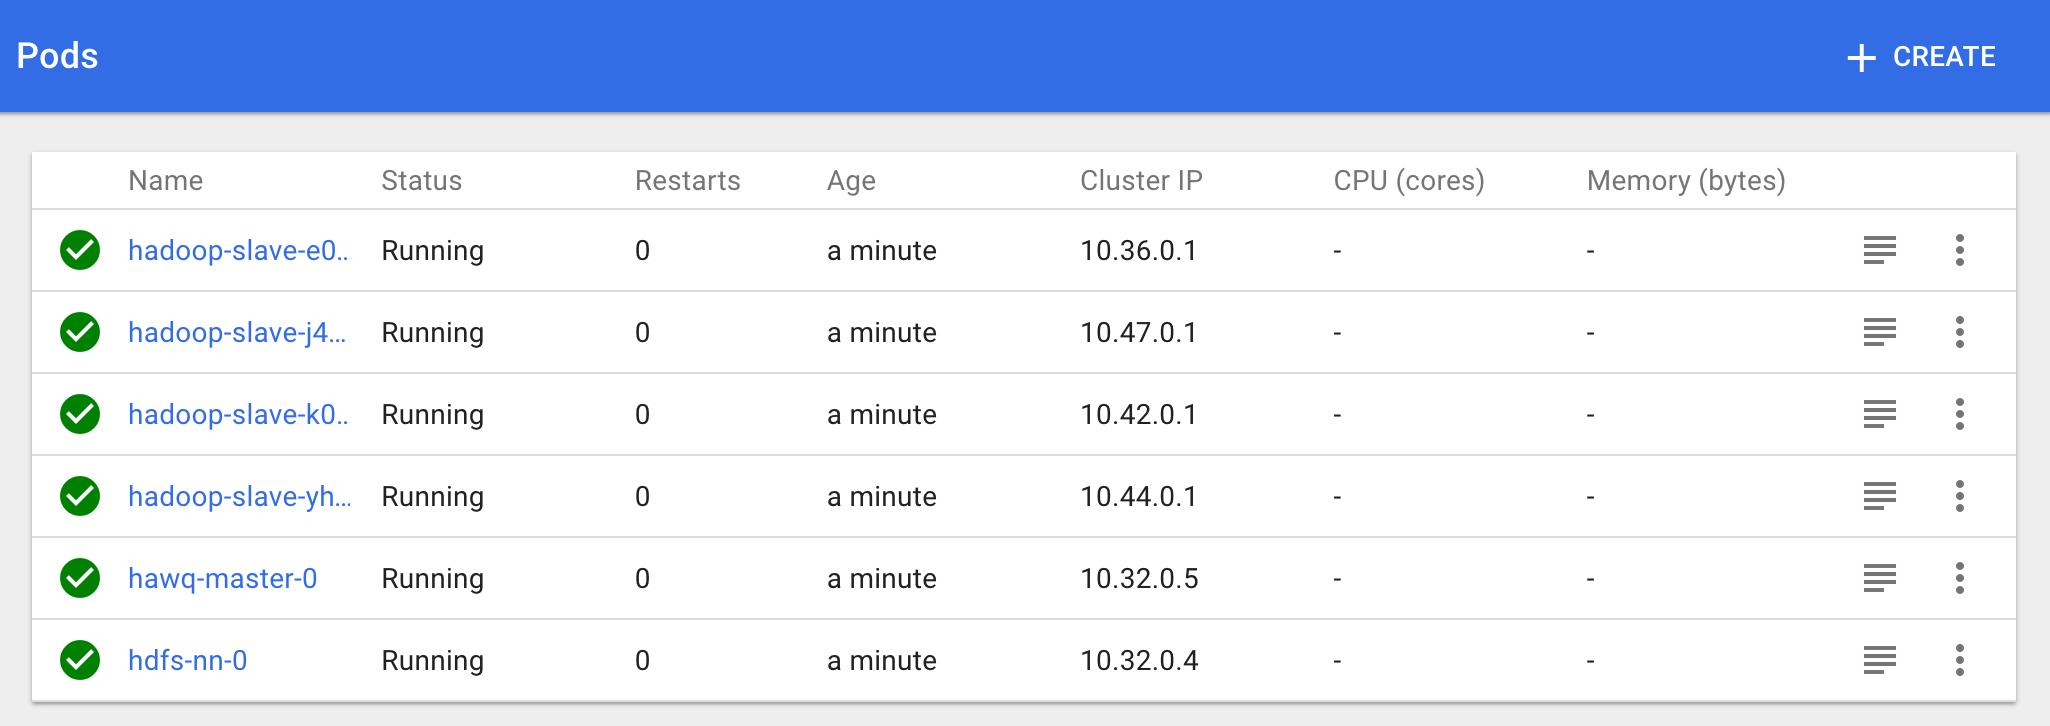 Pods
+ CREATE
Name Status Restarts Age Cluster IP CPU (cores) Memory (bytes)
hadoop-slave-e0.. Running 0 a minute 10.36.0.1 - -
hadoop-slave-j4... Running 0 a minute 10.47.0.1 - -
hadoop-slave-k0.. Running 0 a minute 10.42.0.1 - -
hadoop-slave-yh... Running 0 a minute 10.44.0.1 - -
hawq-master-0 Running 0 a minute 10.32.0.5 - -
hdfs-nn-0 Running 0 a minute 10.32.0.4 - -